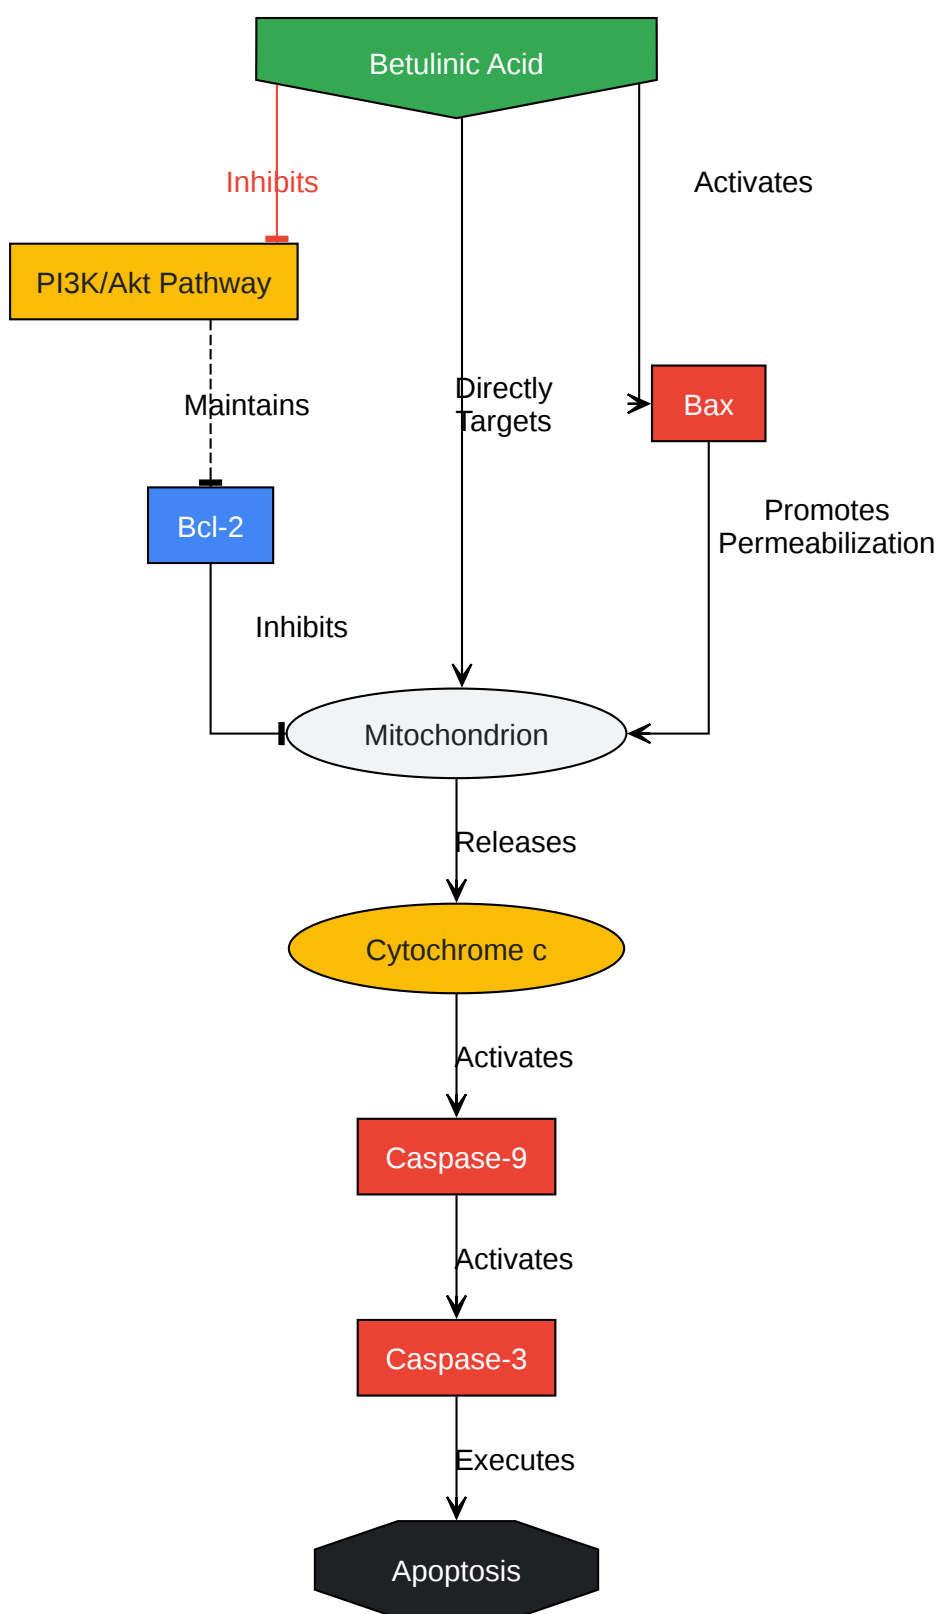 Betulinic Acid
Inhibits
Activates
PI3K/Akt Pathway
Maintains
Directly
Targets
Bax
Bcl-2
Promotes
Permeabilization
Inhibits
Mitochondrion
Releases
Cytochrome c
Activates
Caspase-9
Activates
Caspase-3
Executes
Apoptosis